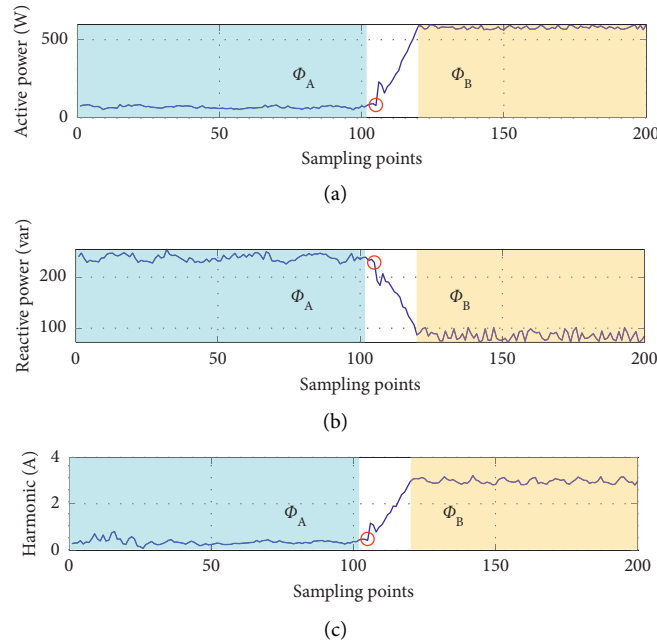 Active power (W)
500
0
Φ_A
Φ_B
0 50 100 150 200
Sampling points
(a)
Reactive power (var)
200
100
Φ_A
Φ_B
0 50 100 150 200
Sampling points
(b)
Harmonic (A)
4
2
0
Φ_A
Φ_B
0 50 100 150 200
Sampling points
(c)